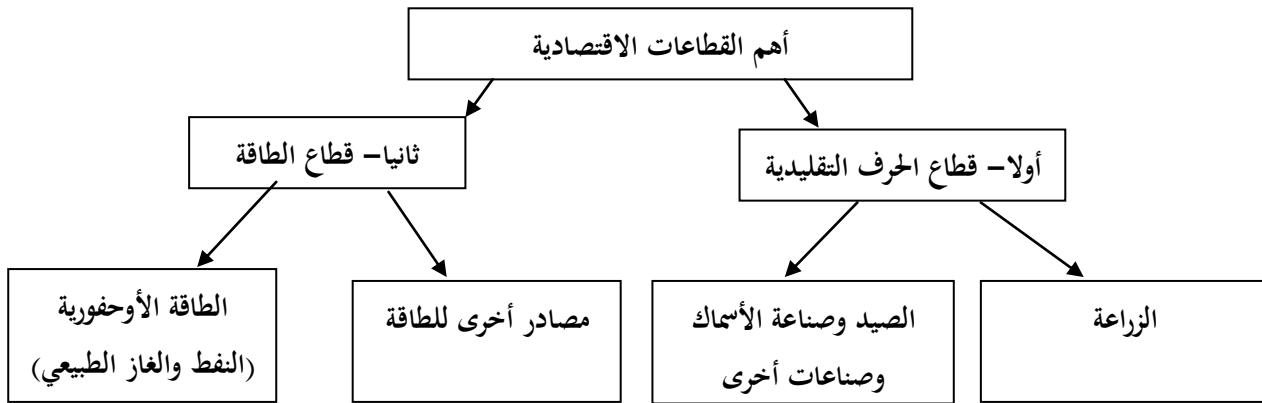 أهم القطاعات الاقتصادية
أولا– قطاع الحرف التقليدية
ثانيا– قطاع الطاقة
الزراعة
الصيد وصناعة الأسماك
وصناعات أخرى
مصادر أخرى للطاقة
الطاقة الأوحفورية
(النفط والغاز الطبيعي)